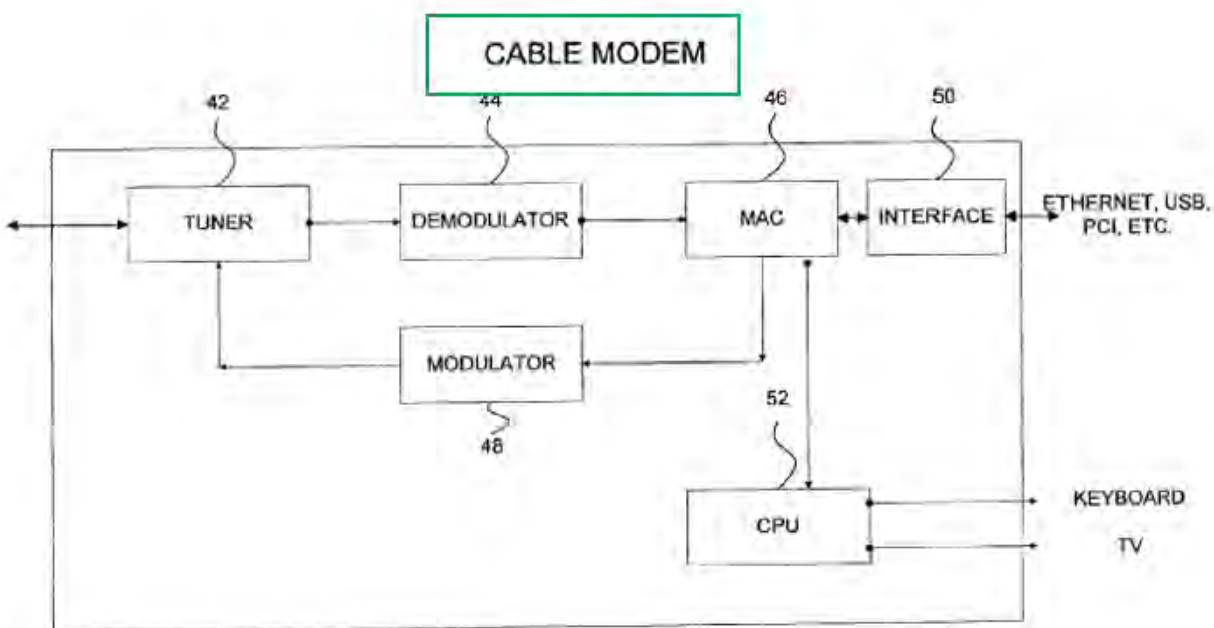 CABLE MODEM
42
44
46
50
TUNER
DEMODULATOR
MAC
INTERFACE
ETHERNET, USB,
PCI, ETC.
MODULATOR
48
52
CPU
KEYBOARD
TV